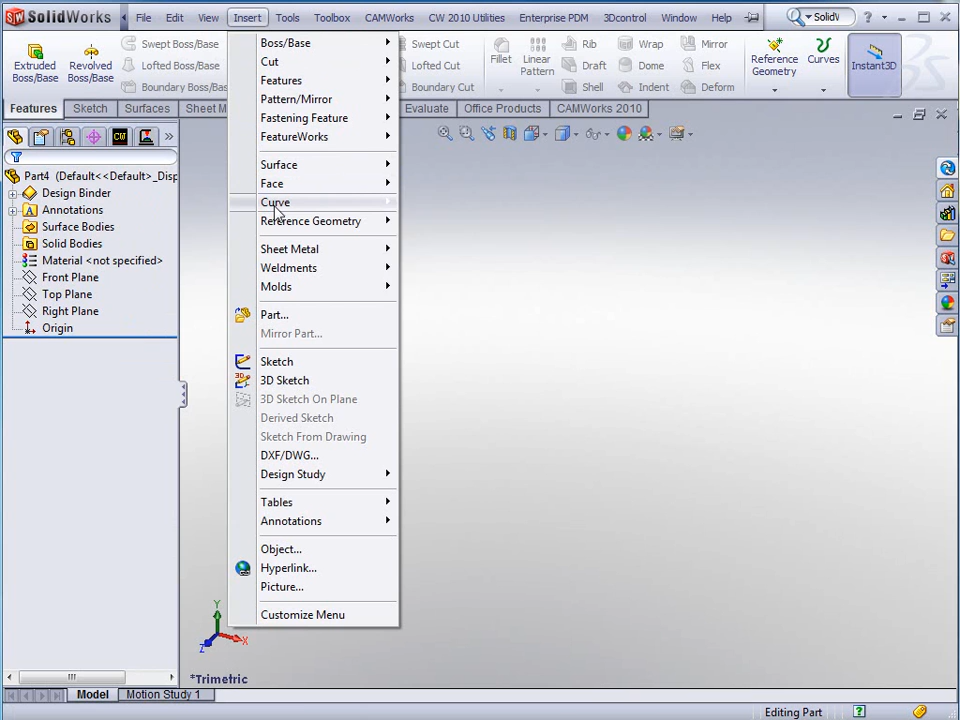 SolidWorks File Edit View Insert Tools Toolbox CAMWorks CW 2010 Utilities Enterprise PDM 3Dcontrol Window Help SolidW ?
Extruded Boss/Base
Revolved Boss/Base
Swept Boss/Base
Lofted Boss/Base
Boundary Boss/Base
Swept Cut
Lofted Cut
Boundary Cut
Fillet
Linear Pattern
Rib
Draft
Shell
Wrap
Dome
Indent
Mirror
Flex
Deform
Reference Geometry
Curves
Instant3D
Features Sketch Surfaces Sheet M Evaluate Office Products CAMWorks 2010
Part4 (Default<<Default>_Disp
Design Binder
Annotations
Surface Bodies
Solid Bodies
Material <not specified>
Front Plane
Top Plane
Right Plane
Origin
Boss/Base
Cut
Features
Pattern/Mirror
Fastening Feature
FeatureWorks
Surface
Face
Curve
Reference Geometry
Sheet Metal
Weldments
Molds
Part...
Mirror Part...
Sketch
3D Sketch
3D Sketch On Plane
Derived Sketch
Sketch From Drawing
DXF/DWG...
Design Study
Tables
Annotations
Object...
Hyperlink...
Picture...
Customize Menu
Y
X
Z
*Trimetric
Model Motion Study 1
Editing Part ?